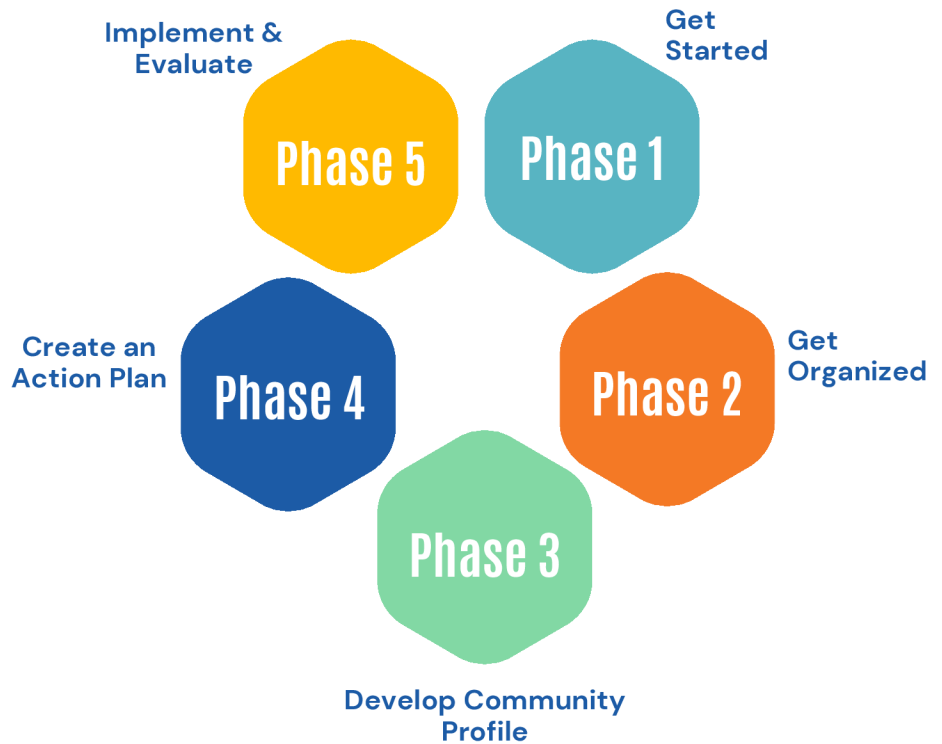 Get
Started
Phase 1
Get
Organized
Phase 2
Phase 3
Develop Community
Profile
Create an
Action Plan
Phase 4
Implement &
Evaluate
Phase 5